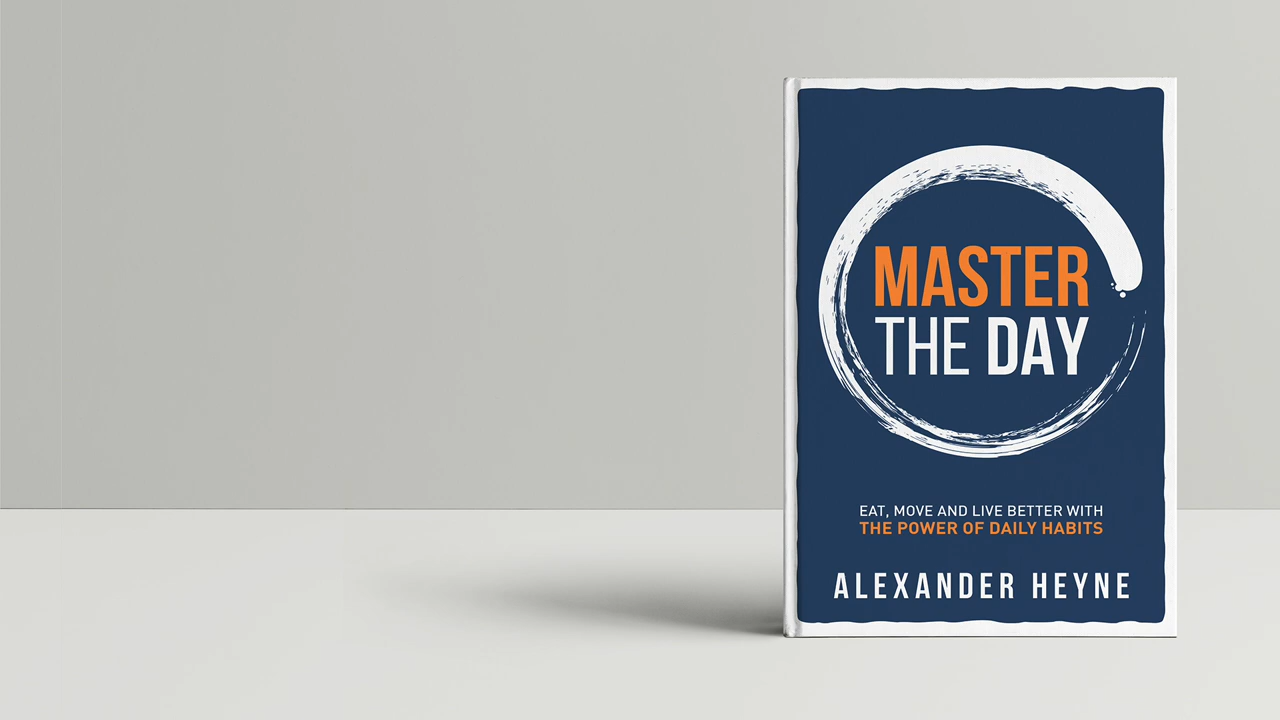 MASTER
THE DAY
EAT, MOVE AND LIVE BETTER WITH
THE POWER OF DAILY HABITS
ALEXANDER HEYNE